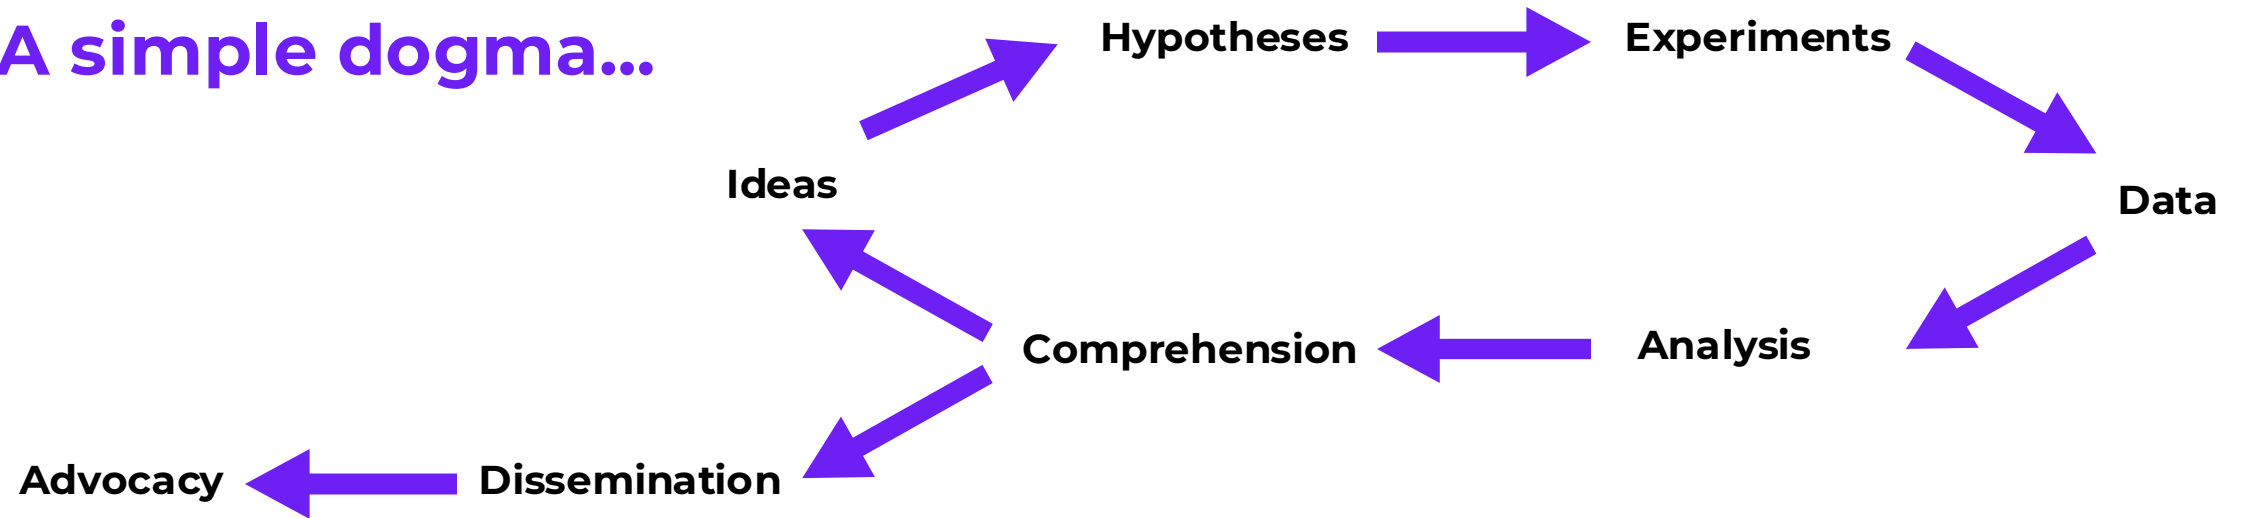 A simple dogma...
Hypotheses
Experiments
Ideas
Data
Comprehension
Analysis
Advocacy
Dissemination